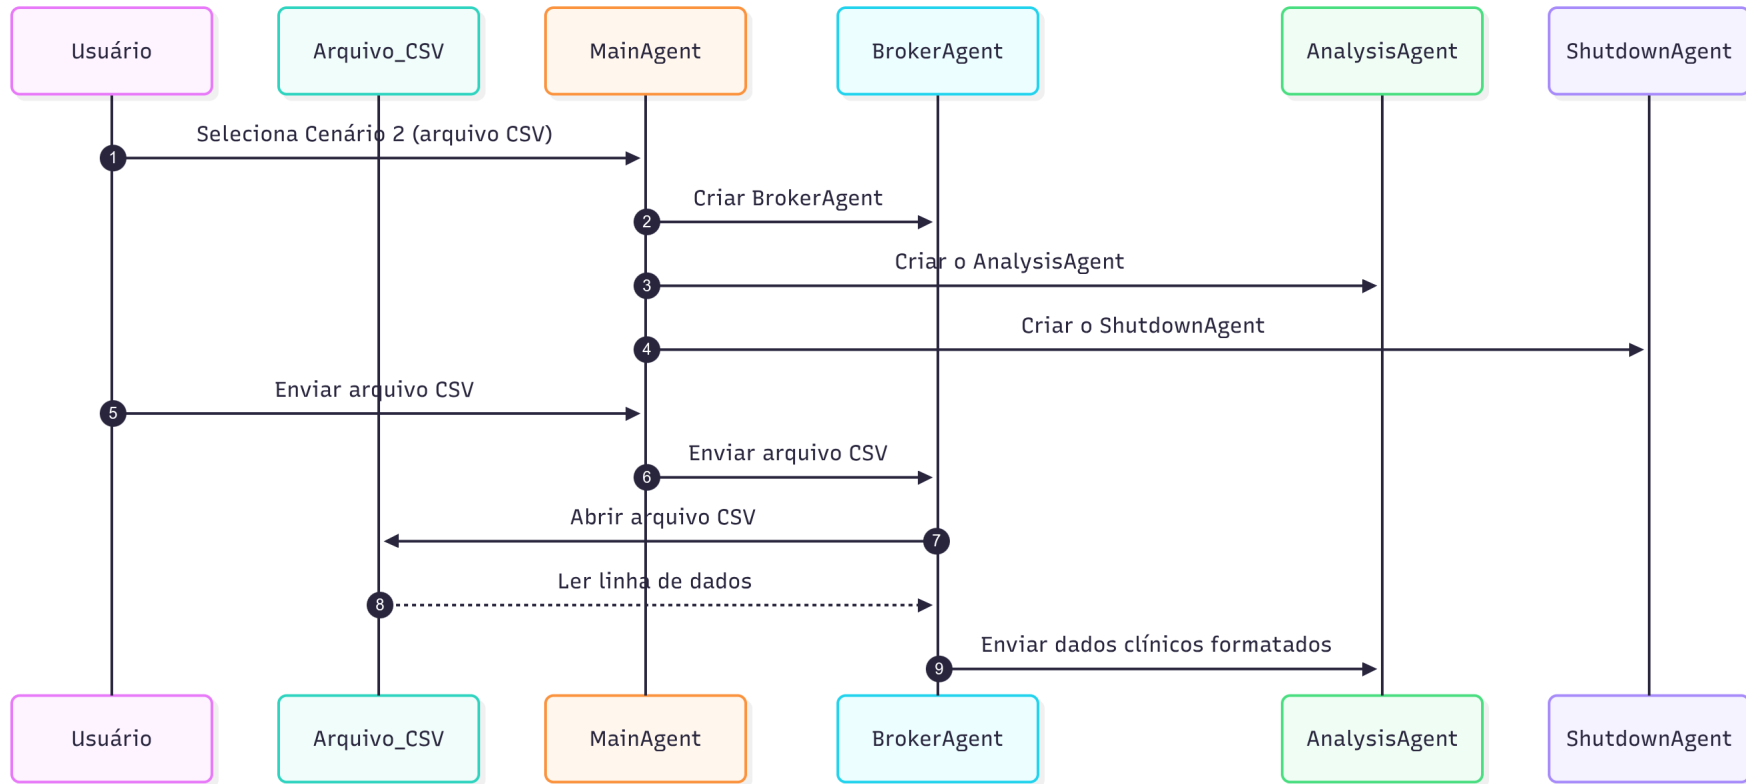 Usuário
Arquivo_CSV
MainAgent
BrokerAgent
AnalysisAgent
ShutdownAgent
Seleciona Cenário 2 (arquivo CSV)
1
Criar BrokerAgent
2
Criar o AnalysisAgent
3
Criar o ShutdownAgent
4
Enviar arquivo CSV
5
Enviar arquivo CSV
6
Abrir arquivo CSV
7
Ler linha de dados
8
Enviar dados clínicos formatados
9
Usuário
Arquivo_CSV
MainAgent
BrokerAgent
AnalysisAgent
ShutdownAgent